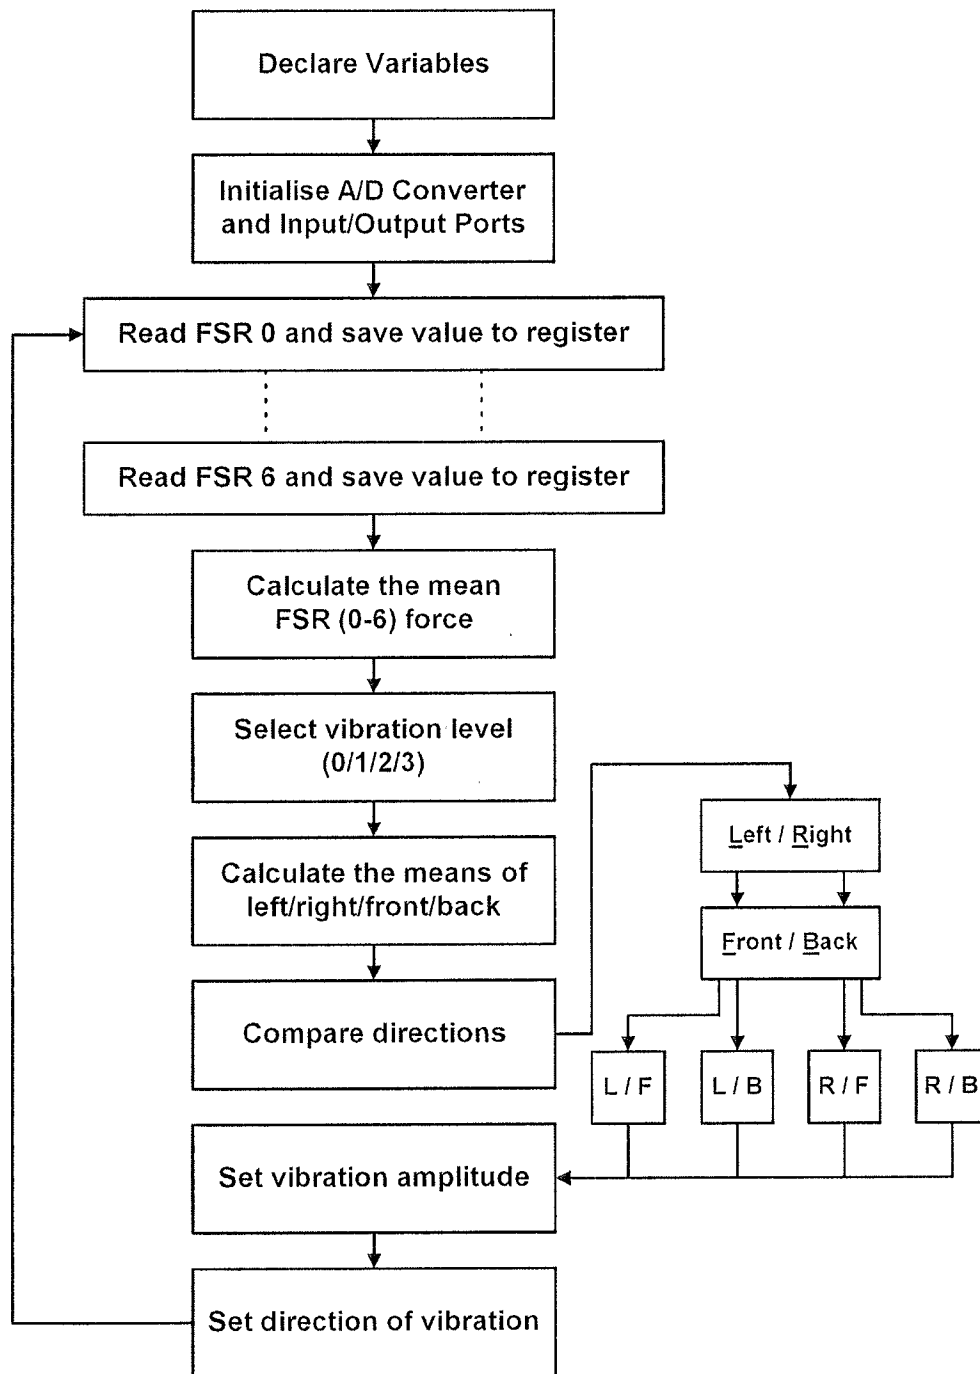 Declare Variables
Initialise A/D Converter
and Input/Output Ports
Read FSR 0 and save value to register
Read FSR 6 and save value to register
Calculate the mean
FSR (0-6) force
Select vibration level
(0/1/2/3)
Calculate the means of
left/right/front/back
Compare directions
Left / Right
Front / Back
L / F
L / B
R / F
R / B
Set vibration amplitude
Set direction of vibration